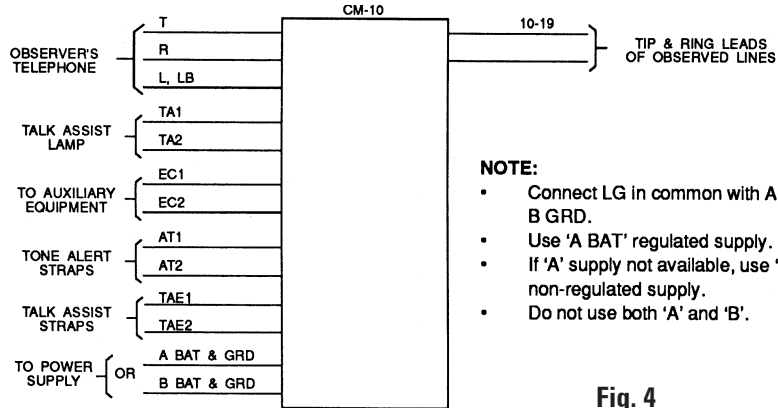 CM-10
T
R
L, LB
OBSERVER'S
TELEPHONE
10-19
TIP & RING LEADS
OF OBSERVED LINES
TA1
TA2
TALK ASSIST
LAMP
EC1
EC2
TO AUXILIARY
EQUIPMENT
AT1
AT2
TONE ALERT
STRAPS
TAE1
TAE2
TALK ASSIST
STRAPS
A BAT & GRD
OR
B BAT & GRD
TO POWER
SUPPLY
NOTE:
• Connect LG in common with A
B GRD.
• Use 'A BAT' regulated supply.
• If 'A' supply not available, use '
non-regulated supply.
• Do not use both 'A' and 'B'.
Fig. 4